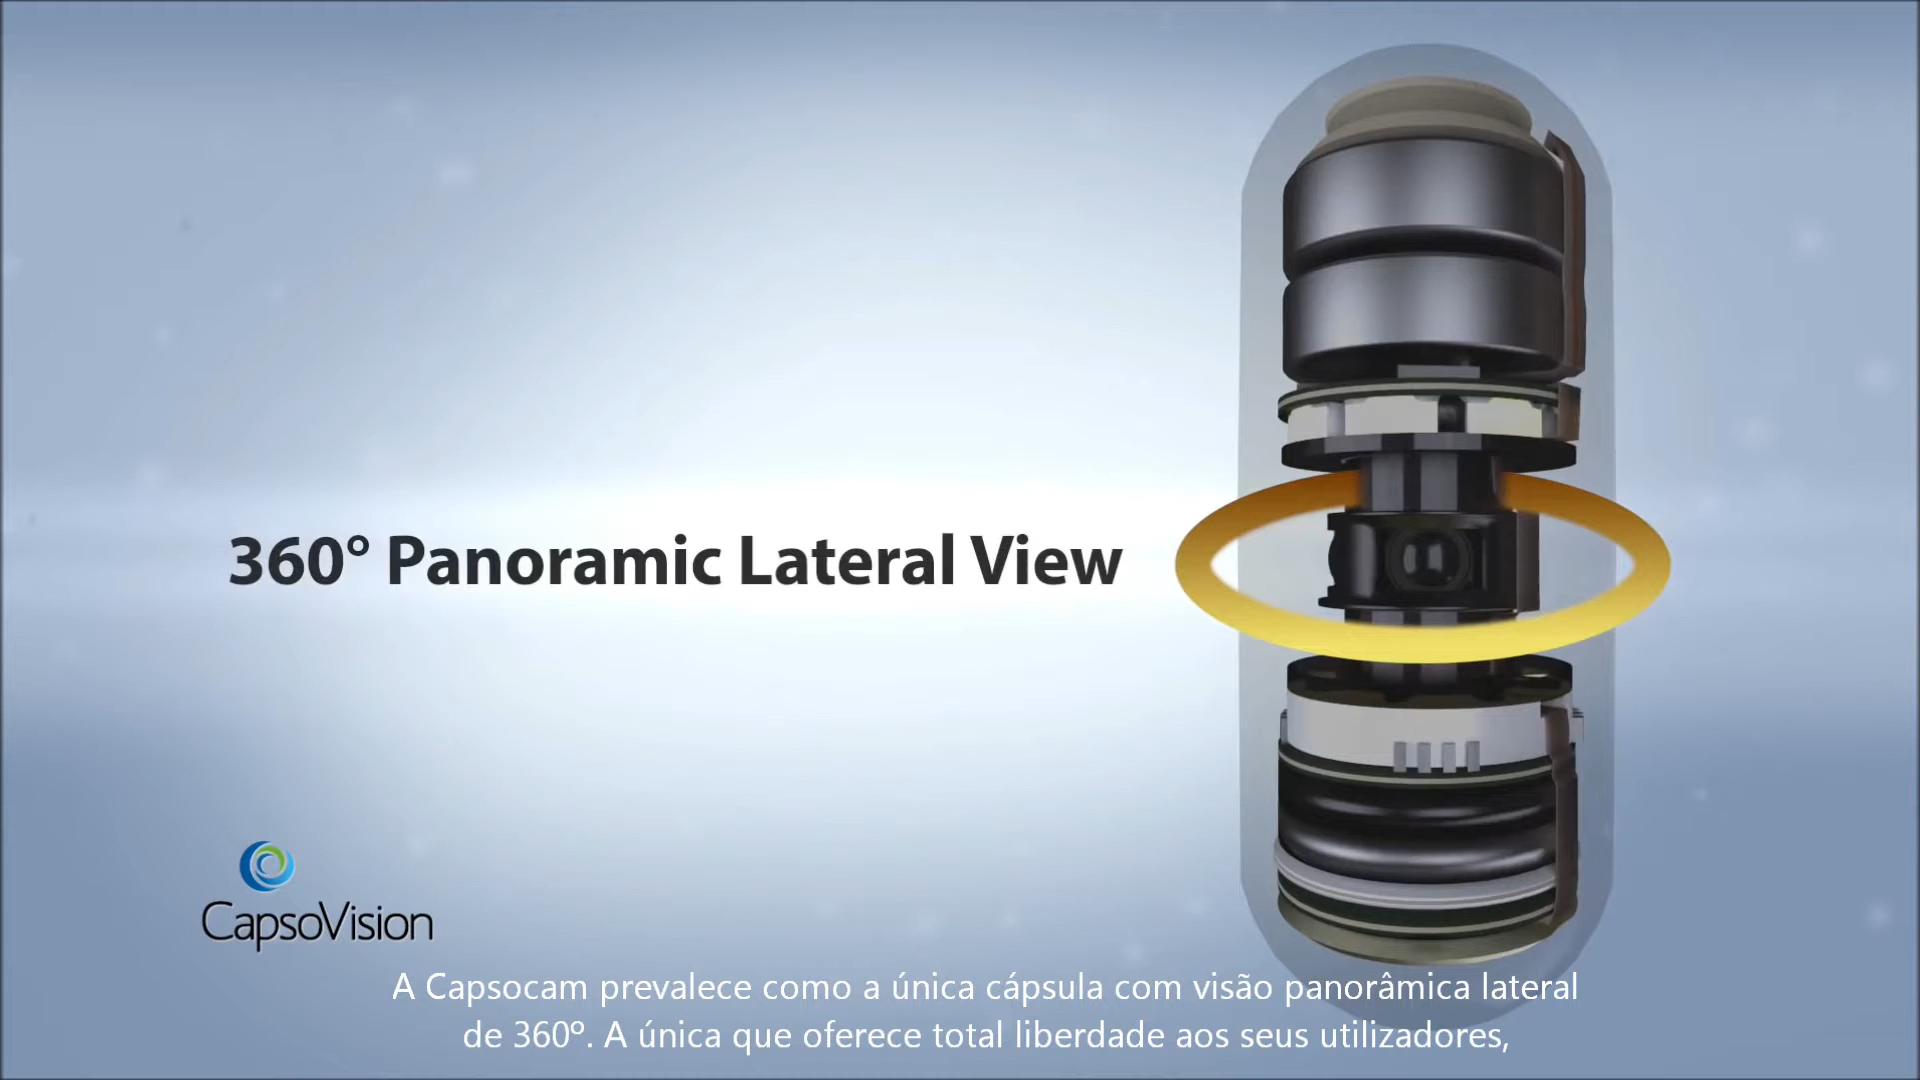 360° Panoramic Lateral View
CapsoVision
A Capsocam prevalece como a única cápsula com visão panorâmica lateral
de 360º. A única que oferece total liberdade aos seus utilizadores,